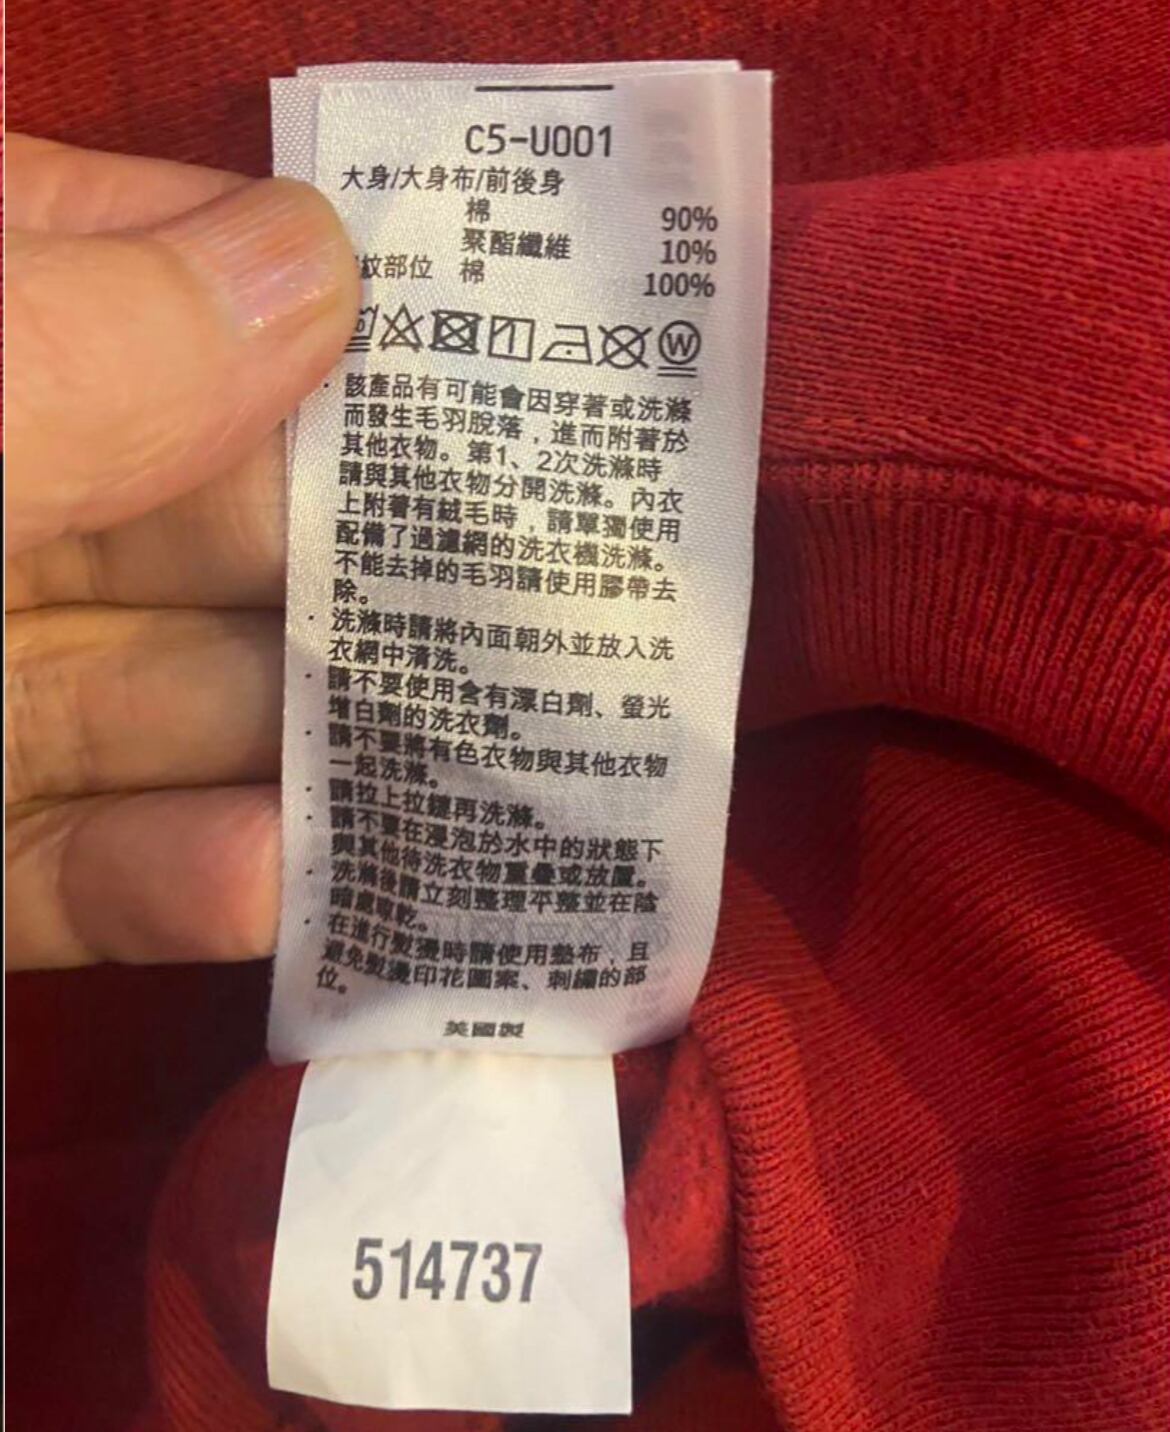 C5-U001
大身/大身布/前後身
棉 90%
聚酯纖維 10%
紋部位 棉 100%
W
· 該產品有可能會因穿著或洗滌
而發生毛羽脫落，進而附著於
其他衣物。第1、2次洗滌時
請與其他衣物分開洗滌。內衣
上附著有絨毛時，請單獨使用
配備了過濾網的洗衣機洗滌。
不能去掉的毛羽請使用膠帶去
除。
· 洗滌時請將內面朝外並放入洗
衣網中清洗。
· 請不要使用含有漂白劑、螢光
增白劑的洗衣劑。
· 請不要將有色衣物與其他衣物
一起洗滌。
· 請拉上拉鏈再洗滌。
· 請不要在浸泡於水中的狀態下
與其他待洗衣物重疊或放置。
· 洗滌後請立刻整理平整並在陰
暗處晾乾。
· 在進行熨燙時請使用墊布，且
避免熨燙印花圖案、刺繡的部
位。
英國製
514737